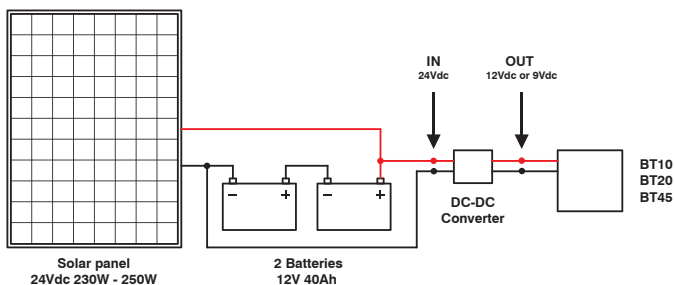 IN
24Vdc
OUT
12Vdc or 9Vdc
− +
− +
BT10
BT20
BT45
DC-DC
Converter
Solar panel
24Vdc 230W - 250W
2 Batteries
12V 40Ah